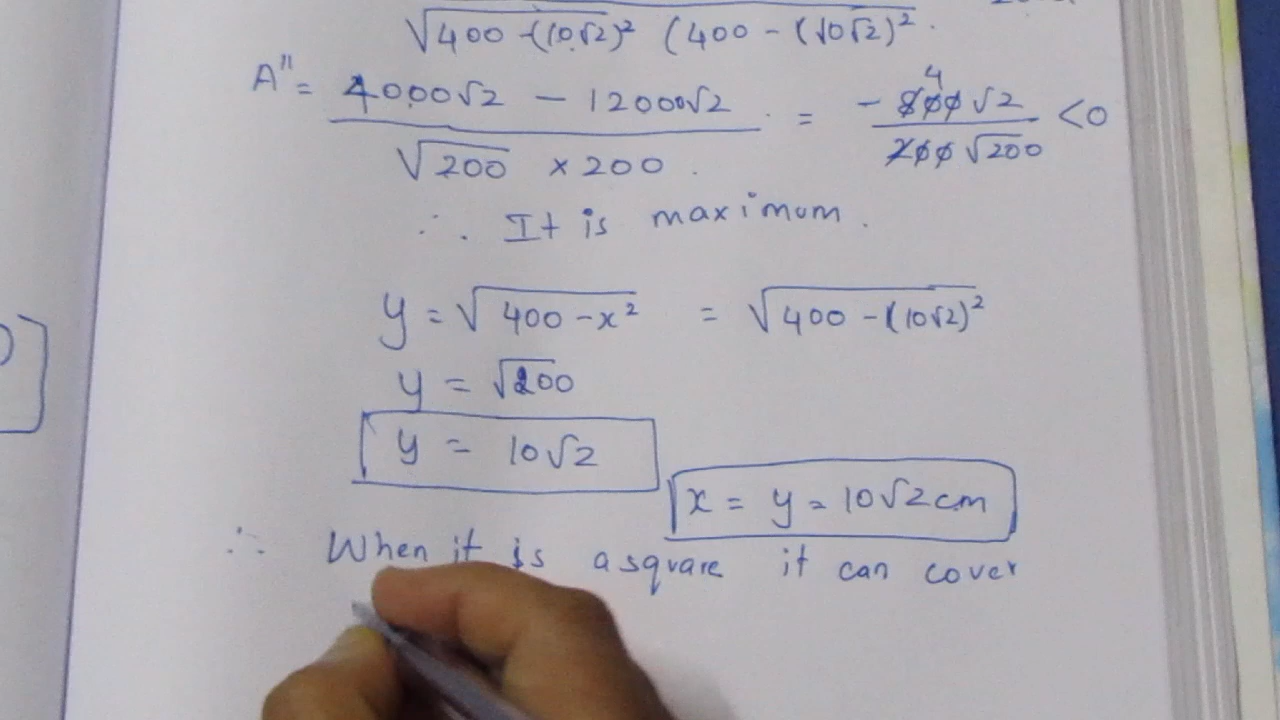 √400-(10√2)² (400-(√0√2)².
A" = 4000√2 - 12000√2 / √200 × 200 . = - 800 4 √2 / 200 √200 <0
∴ It is maximum.
y = √400-x² = √400-(10√2)²
y = √200
y = 10√2
x = y = 10√2 cm
∴ When it is a square it can cover